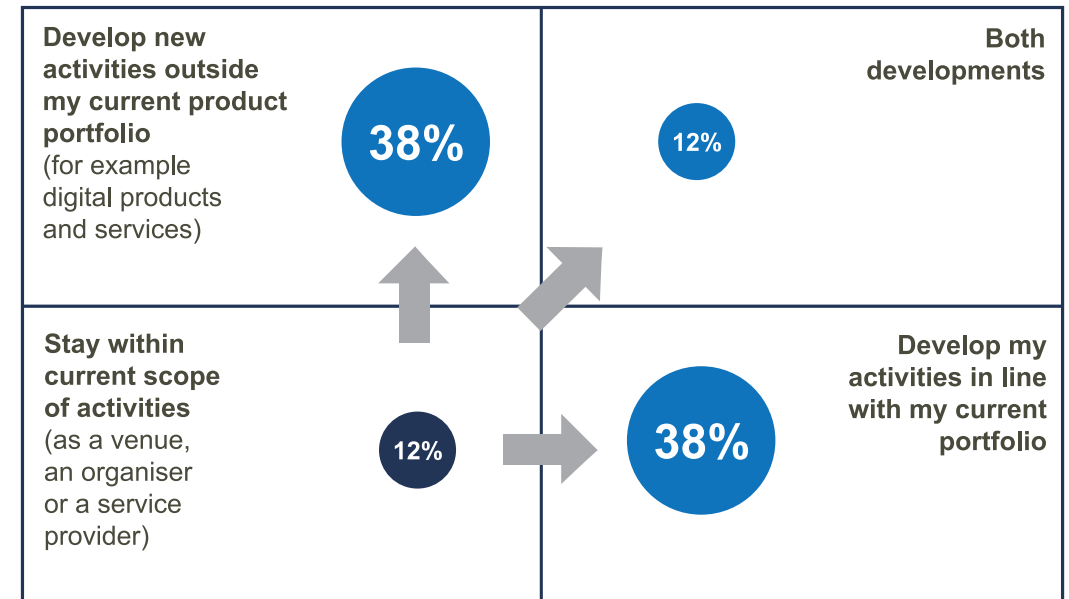 Develop new
activities outside
my current product
portfolio
(for example
digital products
and services)
38%
Both
developments
12%
Stay within
current scope
of activities
(as a venue,
an organiser
or a service
provider)
12%
Develop my
activities in line
with my current
portfolio
38%